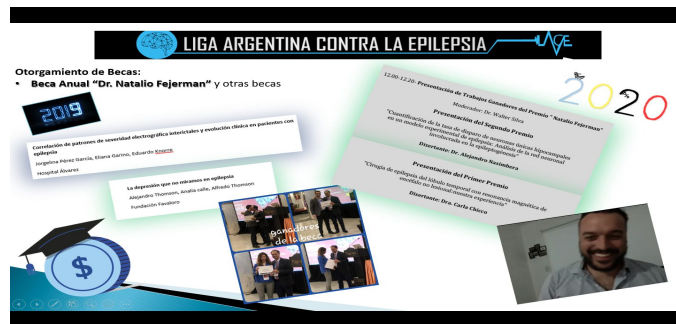 LIGA ARGENTINA CONTRA LA EPILEPSIA
LACE
Otorgamiento de Becas:
• Beca Anual “Dr. Natalio Fejerman” y otras becas
2019
Correlación de patrones de severidad electrográfica interictales y evolución clínica en pacientes con
epilepsia
Jorgelina Pérez García, Eliana Garino, Eduardo
Hospital Álvarez
La depresión que no miramos en epilepsia
Alejandro Thomson, Analía calle, Alfredo Thomson
Fundación Favaloro
ganadores
de la beca
$
12.00-12.20- Presentación de Trabajos Ganadores del Premio " Natalio Fejerman"
Moderador: Dr. Walter Silva
Presentación del Segundo Premio
"Cuantificación de la tasa de disparo de neuronas únicas hipocampales
en un modelo experimental de epilepsia: Análisis de la red neuronal
involucrada en la epileptogénesis"
Disertante: Dr. Alejandro Nasimbera
Presentación del Primer Premio
"Cirugía de epilepsia del lóbulo temporal con resonancia magnética de
encéfalo no lesional:nuestra experiencia"
Disertante: Dra. Carla Chicco
2020